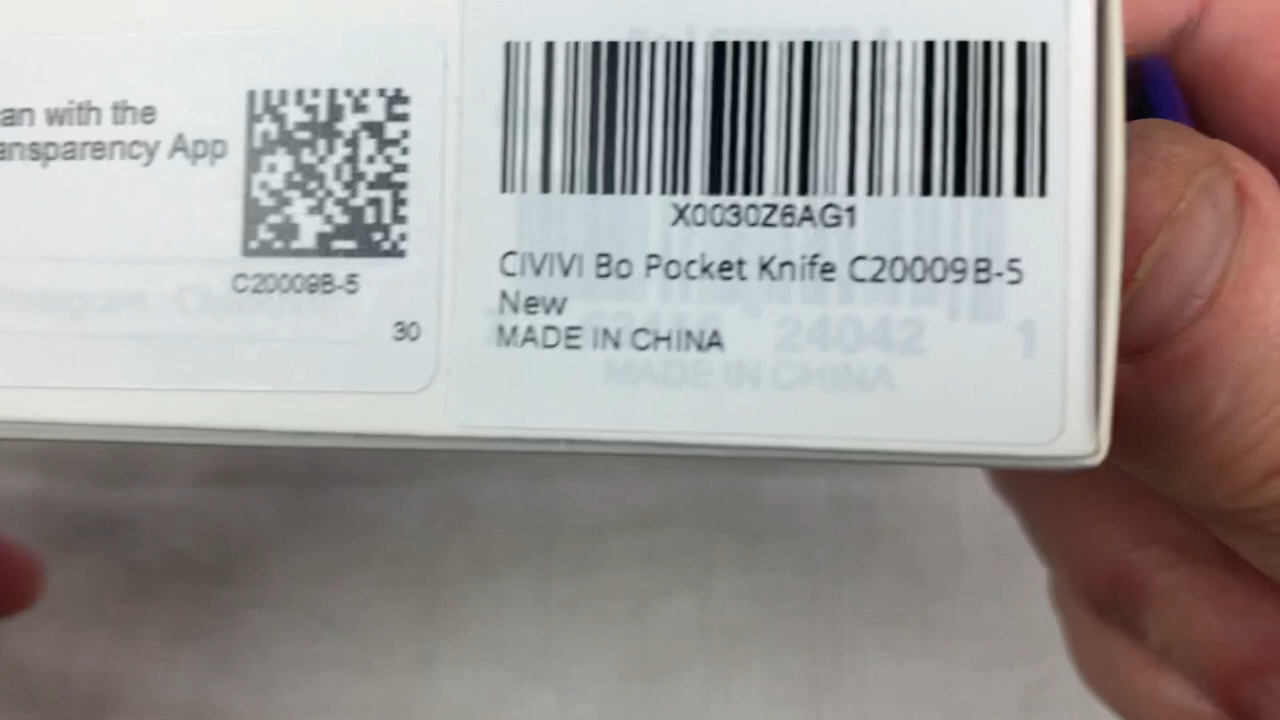 an with the
ansparency App
C20009B-5
30
X0030Z6AG1
CIVIVI Bo Pocket Knife C20009B-5
New
MADE IN CHINA
24042 1
MADE IN CHINA